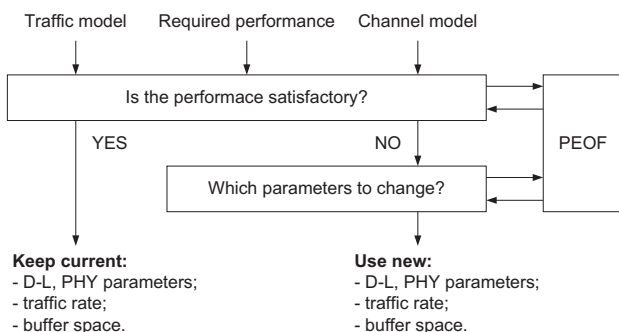 Traffic model Required performance Channel model
Is the performace satisfactory?
YES NO PEOF
Which parameters to change?
Keep current:
- D-L, PHY parameters;
- traffic rate;
- buffer space.
Use new:
- D-L, PHY parameters;
- traffic rate;
- buffer space.